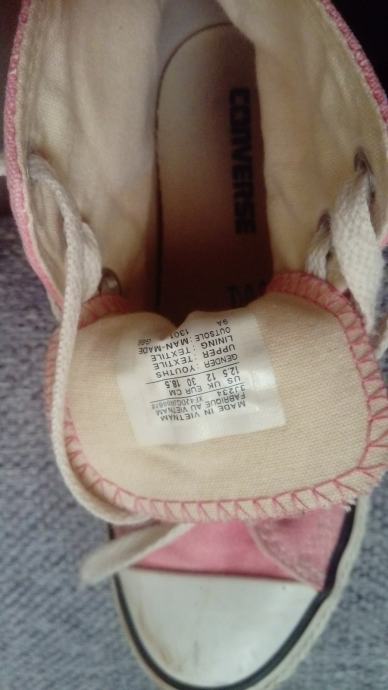 CONVERSE
MADE IN VIETNAM
FABRIQUE AU VIETNAM
3J234
US UK EUR CM
12.5 12 30 18.5
GENDER : YOUTHS
UPPER : TEXTILE
LINING : TEXTILE
OUTSOLE : MAN-MADE
1301
9A